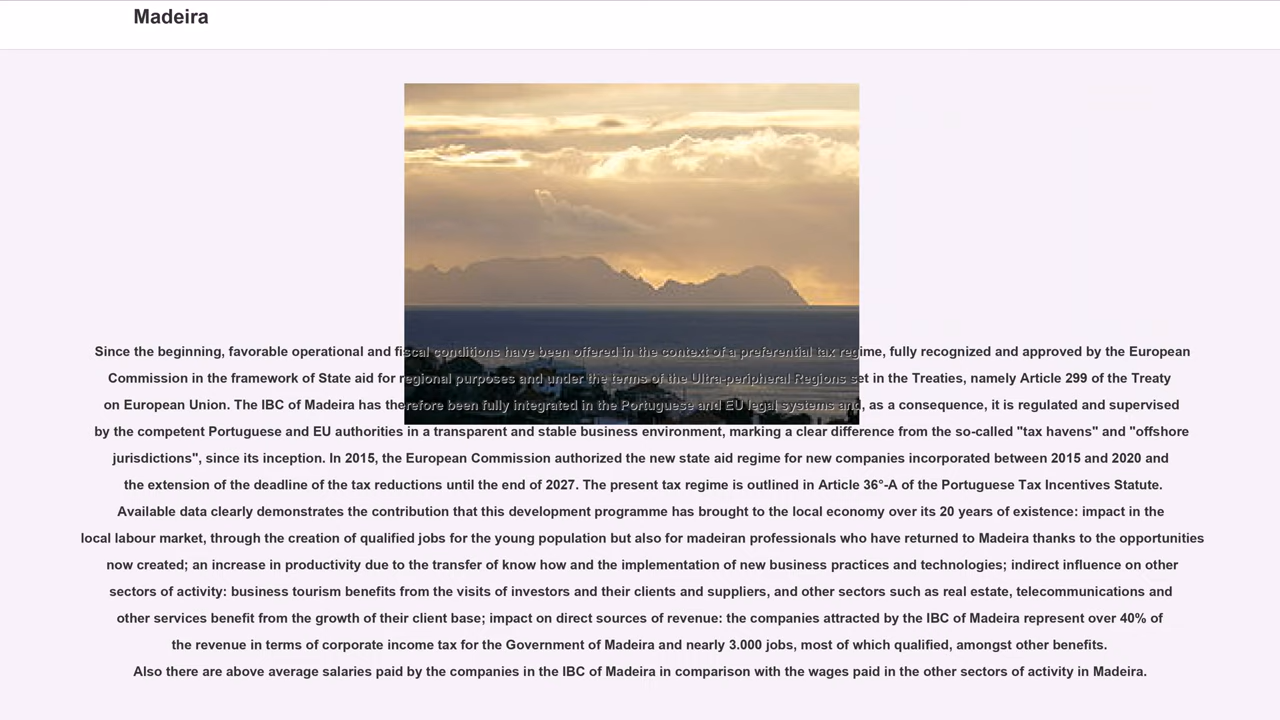 Madeira
Since the beginning, favorable operational and fiscal conditions have been offered in the context of a preferential tax regime, fully recognized and approved by the European
Commission in the framework of State aid for regional purposes and under the terms of the Ultra-peripheral Regions set in the Treaties, namely Article 299 of the Treaty
on European Union. The IBC of Madeira has therefore been fully integrated in the Portuguese and EU legal systems and, as a consequence, it is regulated and supervised
by the competent Portuguese and EU authorities in a transparent and stable business environment, marking a clear difference from the so-called "tax havens" and "offshore
jurisdictions", since its inception. In 2015, the European Commission authorized the new state aid regime for new companies incorporated between 2015 and 2020 and
the extension of the deadline of the tax reductions until the end of 2027. The present tax regime is outlined in Article 36°-A of the Portuguese Tax Incentives Statute.
Available data clearly demonstrates the contribution that this development programme has brought to the local economy over its 20 years of existence: impact in the
local labour market, through the creation of qualified jobs for the young population but also for madeiran professionals who have returned to Madeira thanks to the opportunities
now created; an increase in productivity due to the transfer of know how and the implementation of new business practices and technologies; indirect influence on other
sectors of activity: business tourism benefits from the visits of investors and their clients and suppliers, and other sectors such as real estate, telecommunications and
other services benefit from the growth of their client base; impact on direct sources of revenue: the companies attracted by the IBC of Madeira represent over 40% of
the revenue in terms of corporate income tax for the Government of Madeira and nearly 3.000 jobs, most of which qualified, amongst other benefits.
Also there are above average salaries paid by the companies in the IBC of Madeira in comparison with the wages paid in the other sectors of activity in Madeira.